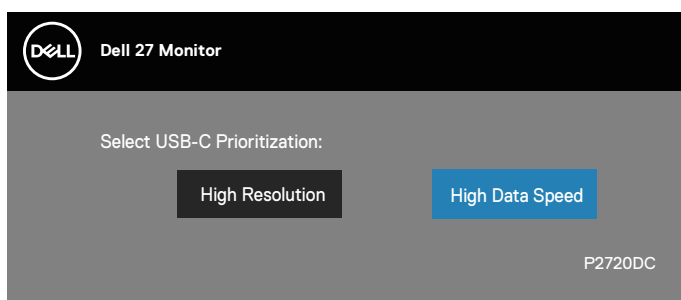 DELL
Dell 27 Monitor
Select USB-C Prioritization:
High Resolution
High Data Speed
P2720DC